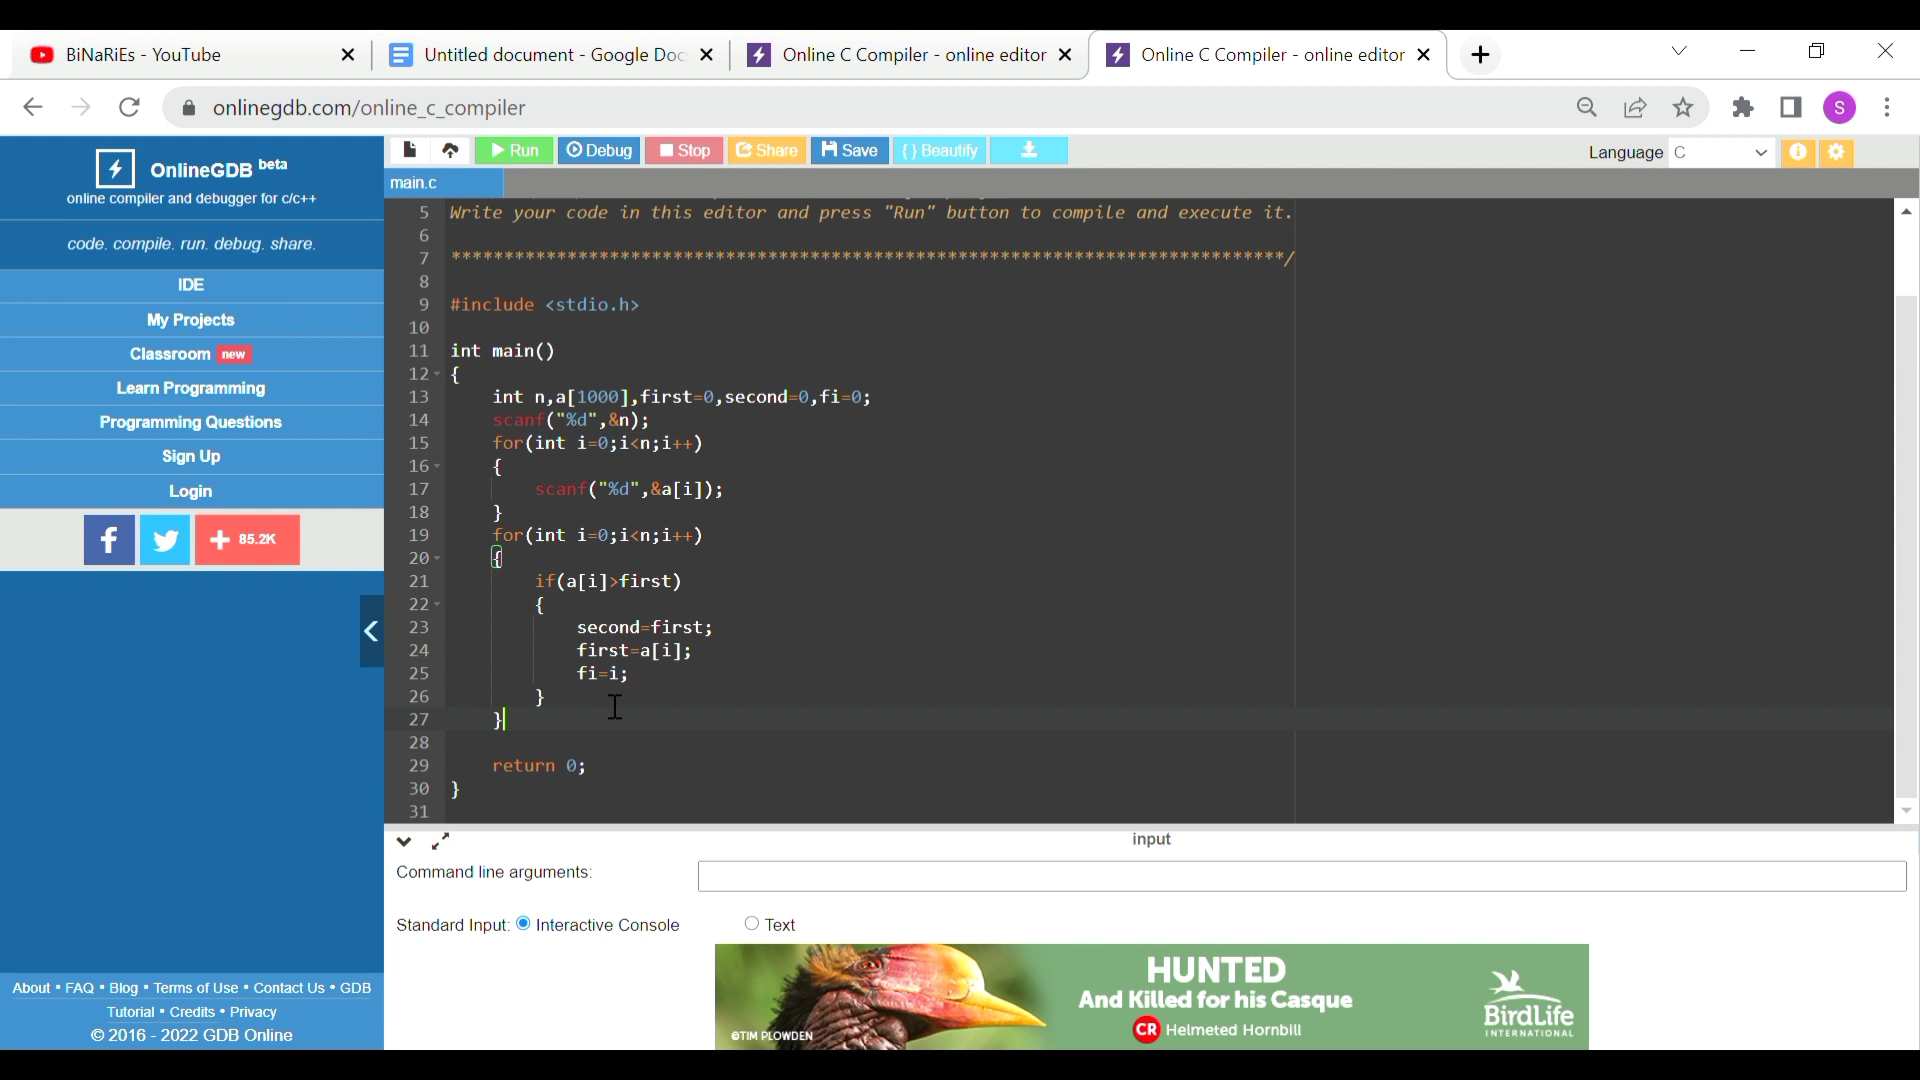 BiNaRiEs - YouTube
Untitled document - Google Doc
Online C Compiler - online editor
Online C Compiler - online editor
onlinegdb.com/online_c_compiler
S
OnlineGDB beta
online compiler and debugger for c/c++
code. compile. run. debug. share.
IDE
My Projects
Classroom new
Learn Programming
Programming Questions
Sign Up
Login
85.2K
About • FAQ • Blog • Terms of Use • Contact Us • GDB
Tutorial • Credits • Privacy
© 2016 - 2022 GDB Online
Run
Debug
Stop
Share
Save
{ } Beautify
Language C
main.c
5 Write your code in this editor and press "Run" button to compile and execute it.
6
7 *******************************************************************************/
8
9 #include <stdio.h>
10
11 int main()
12 {
13 int n,a[1000],first=0,second=0,fi=0;
14 scanf("%d",&n);
15 for(int i=0;i<n;i++)
16 {
17 scanf("%d",&a[i]);
18 }
19 for(int i=0;i<n;i++)
20 {
21 if(a[i]>first)
22 {
23 second=first;
24 first=a[i];
25 fi=i;
26 }
27 }
28
29 return 0;
30 }
31
input
Command line arguments:
Standard Input: Interactive Console Text
HUNTED
And Killed for his Casque
CR Helmeted Hornbill
©TIM PLOWDEN
BirdLife
INTERNATIONAL